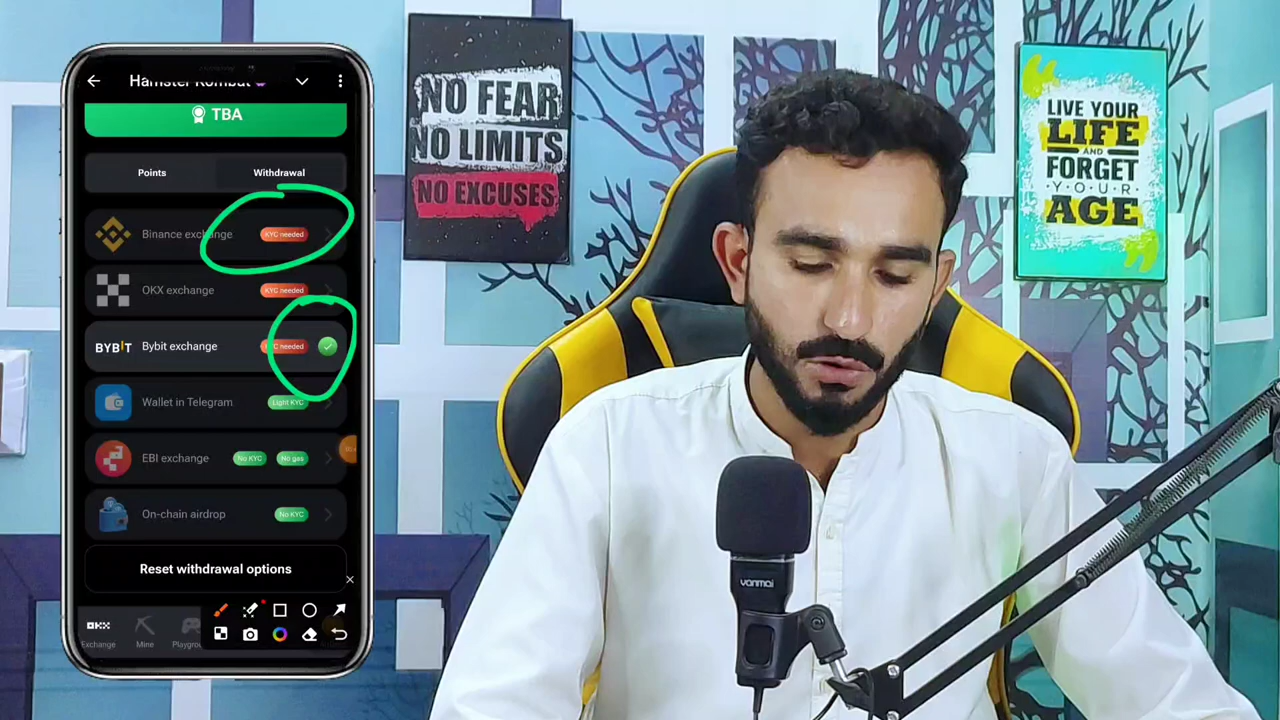 Hamster Kombat
TBA
Points
Withdrawal
Binance exchange
KYC needed
OKX exchange
KYC needed
BYBIT
Bybit exchange
needed
Wallet in Telegram
Light KYC
EBI exchange
No KYC
No gas
On-chain airdrop
No KYC
Reset withdrawal options
Exchange
Mine
NO FEAR
NO LIMITS
NO EXCUSES
LIVE YOUR
LIFE
AND
FORGET
YOUR
AGE
vanmai